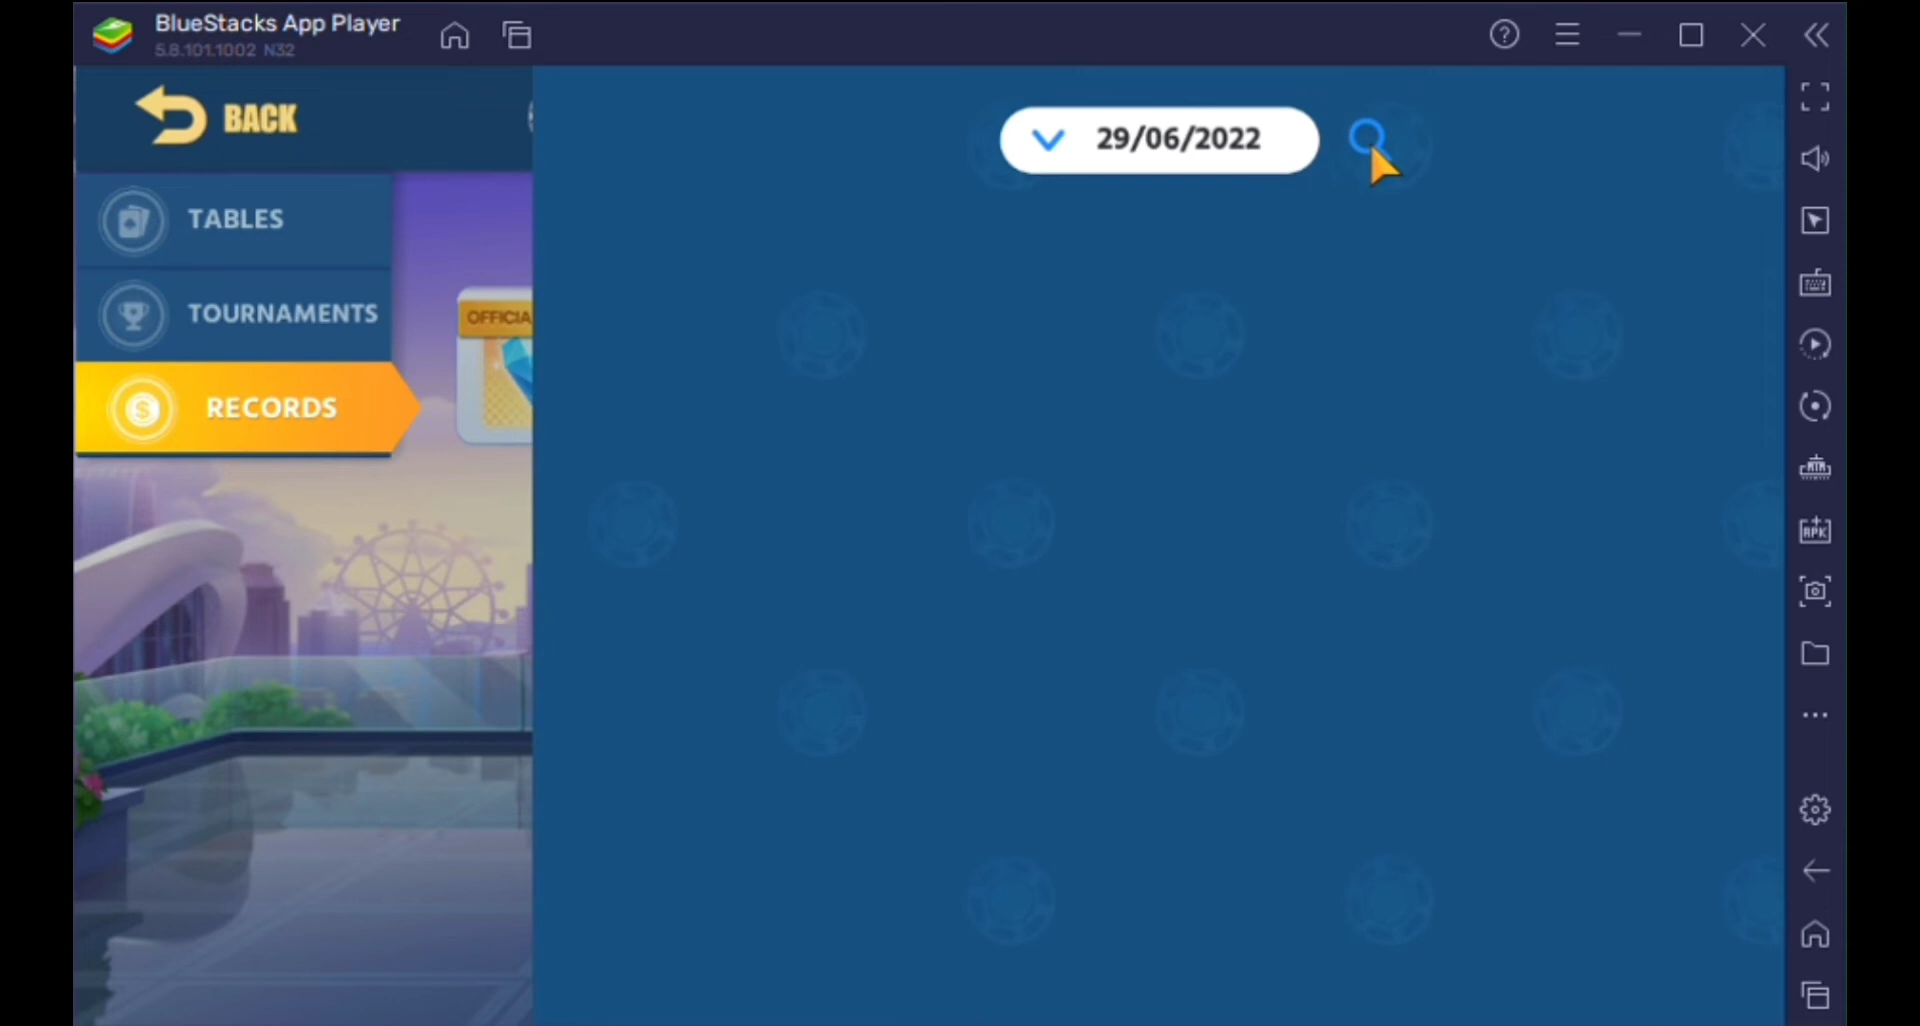 BlueStacks App Player
5.8.101.1002 N32
BACK
29/06/2022
TABLES
TOURNAMENTS
OFFICIA
RECORDS